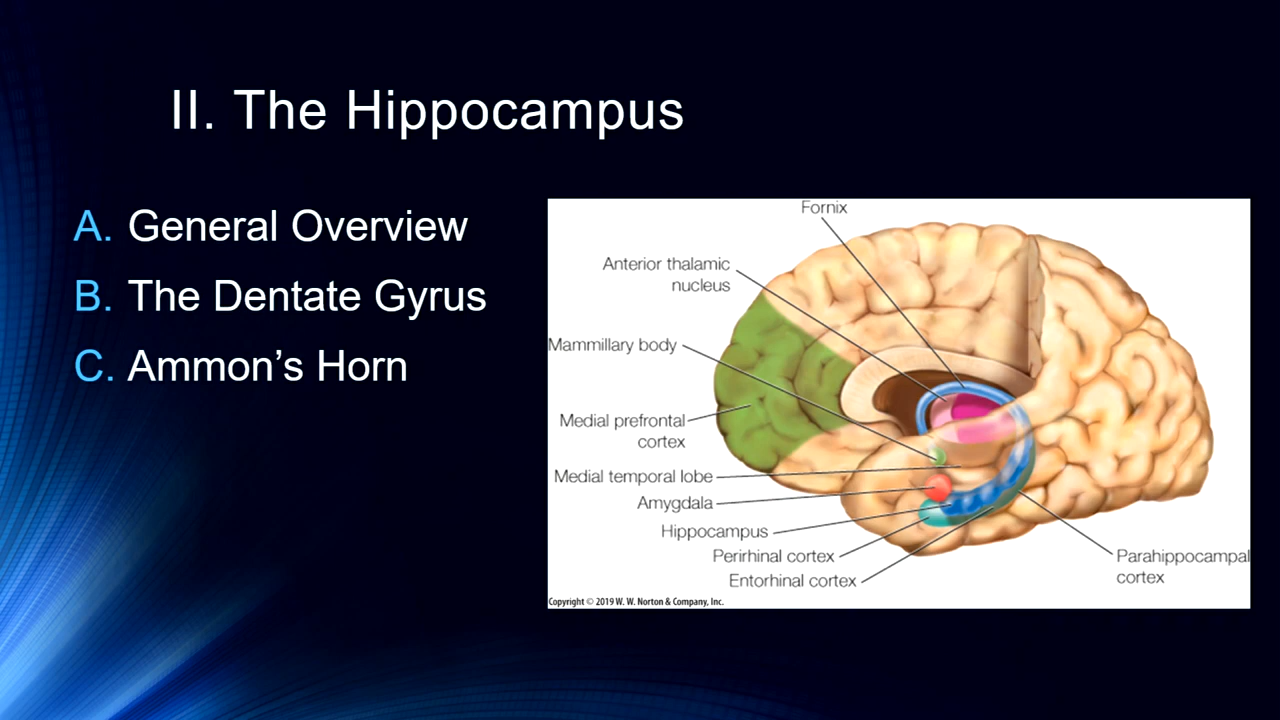 II. The Hippocampus
A. General Overview
B. The Dentate Gyrus
C. Ammon’s Horn
Fornix
Anterior thalamic
nucleus
Mammillary body
Medial prefrontal
cortex
Medial temporal lobe
Amygdala
Hippocampus
Perirhinal cortex
Entorhinal cortex
Parahippocampal
cortex
Copyright © 2019 W. W. Norton & Company, Inc.